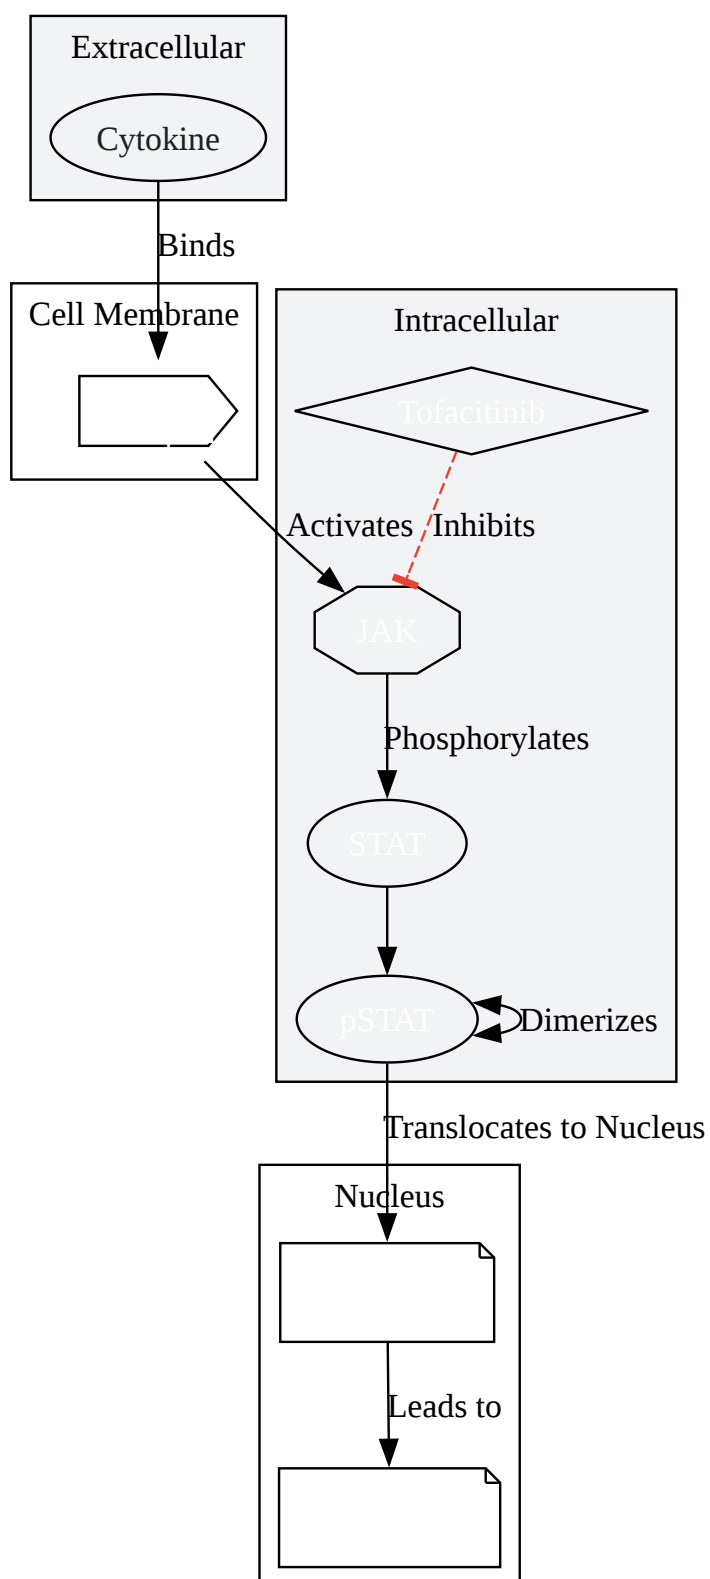 Extracellular
Cytokine
Binds
Cell Membrane
Intracellular
Tofacitinib
Activates
Inhibits
JAK
Phosphorylates
STAT
pSTAT
Dimerizes
Translocates to Nucleus
Nucleus
Leads to